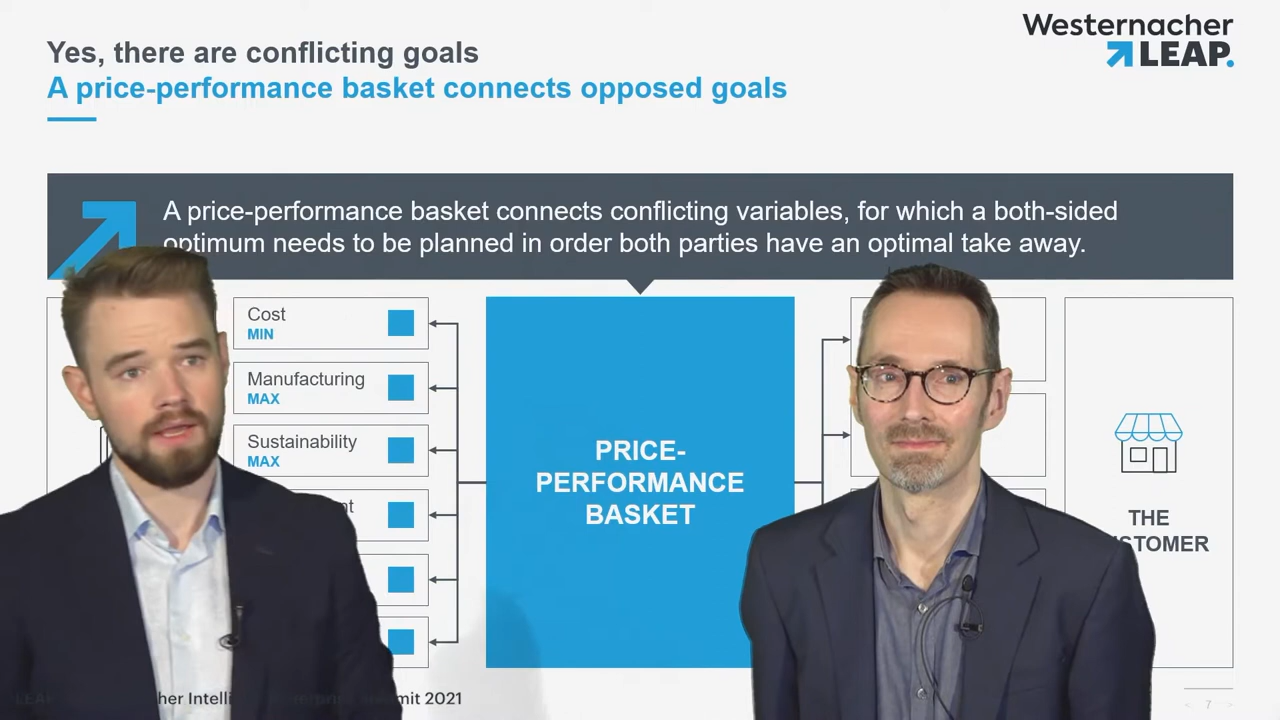 Westernacher
LEAP.
Yes, there are conflicting goals
A price-performance basket connects opposed goals
A price-performance basket connects conflicting variables, for which a both-sided
optimum needs to be planned in order both parties have an optimal take away.
Cost
MIN
Manufacturing
MAX
Sustainability
MAX
PRICE-
PERFORMANCE
BASKET
THE
2021
7